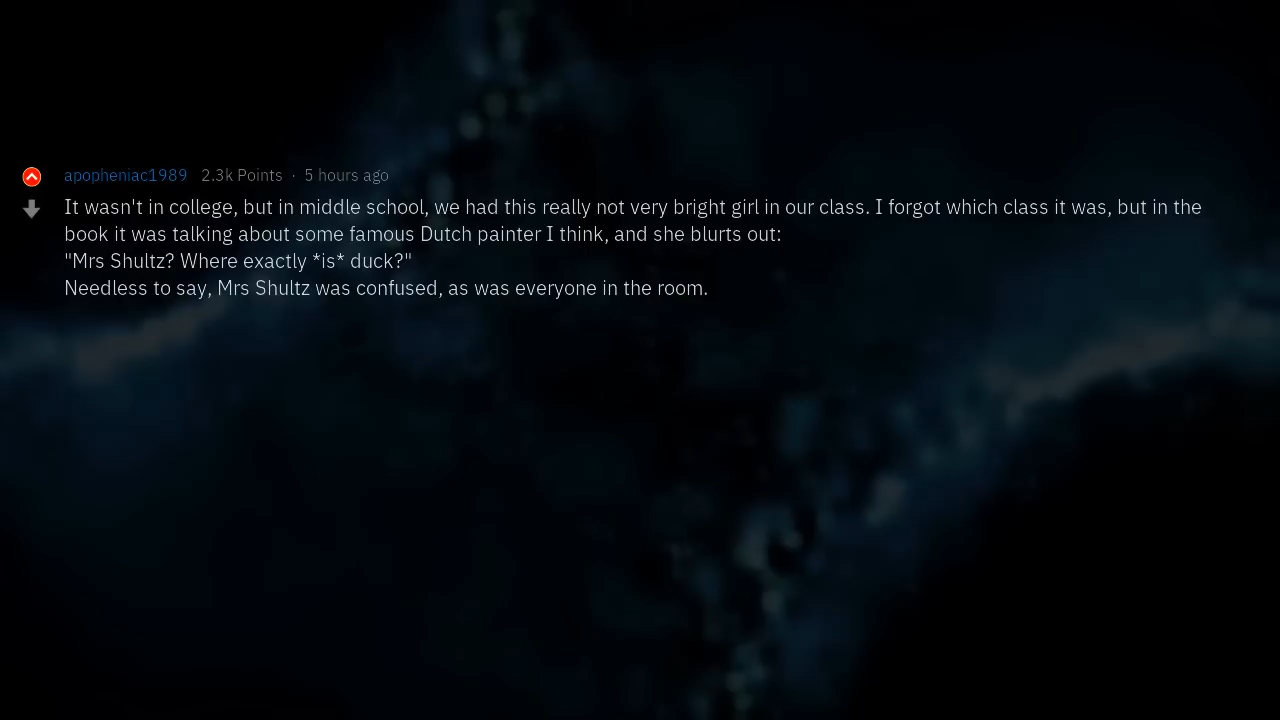 apopheniac1989 2.3k Points · 5 hours ago
It wasn't in college, but in middle school, we had this really not very bright girl in our class. I forgot which class it was, but in the
book it was talking about some famous Dutch painter I think, and she blurts out:
"Mrs Shultz? Where exactly *is* duck?"
Needless to say, Mrs Shultz was confused, as was everyone in the room.